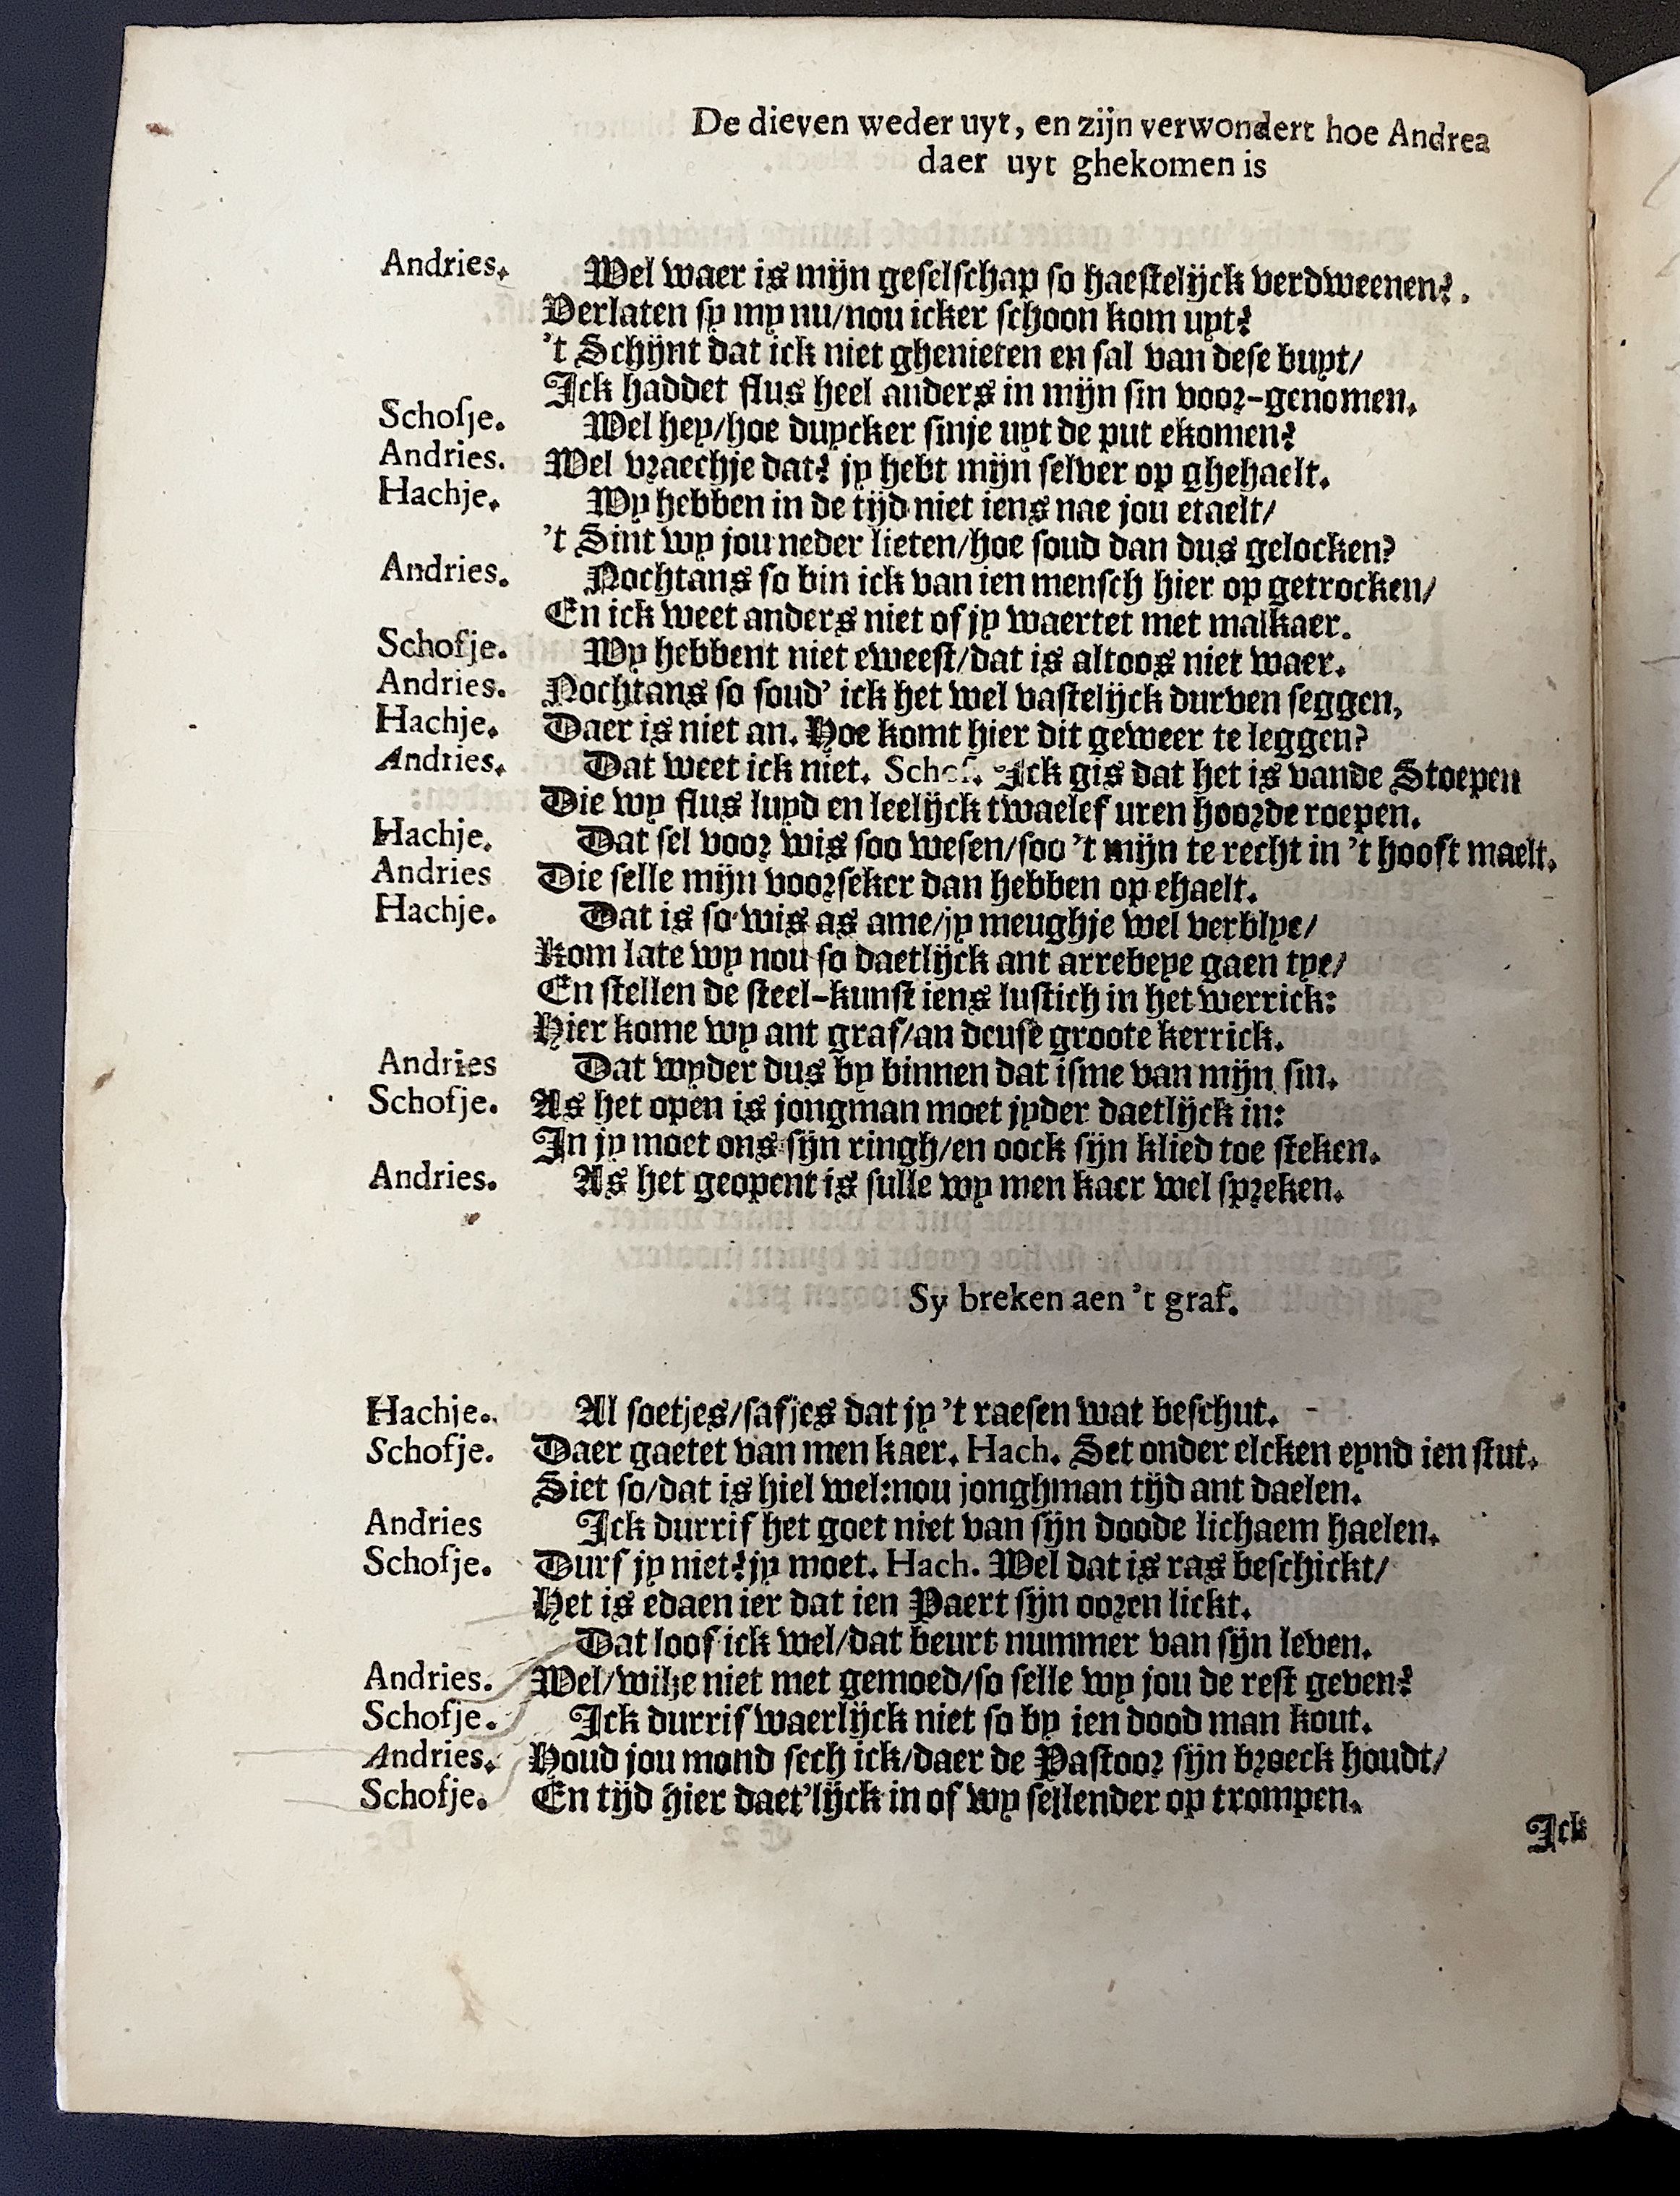 De dieven weder uyt, en zijn verwondert hoe Andrea
daer uyt ghekomen is
Andries. Wel waer is mijn geselschap so haestelijck verdweenen?.
Verlaten sy my nu/nou icker schoon kom uyt?
't Schijnt dat ick niet ghenieten en sal van dese buyt/
Ick haddet flus heel anders in mijn sin voor-genomen.
Schofje. Wel hey/hoe duycker sinje uyt de put ekomen?
Andries. Wel vraechje dat? jy hebt mijn selver op ghehaelt.
Hachje. Wy hebben in de tijd niet iens nae jou etaelt/
't Sint wy jou neder lieten/hoe soud dan dus gelocken?
Andries. Nochtans so bin ick van ien mensch hier op getrocken/
En ick weet anders niet of jy waertet met malkaer.
Schofje. Wy hebbent niet eweest/dat is altoos niet waer.
Andries. Nochtans so soud' ick het wel vastelijck durven seggen,
Hachje. Daer is niet an. Hoe komt hier dit geweer te leggen?
Andries. Dat weet ick niet. Schof. Ick gis dat het is vande Stoepen
Die wy flus luyd en leelijck twaelef uren hoorde roepen.
Hachje. Dat sel voor wis soo wesen/soo 't mijn te recht in 't hooft maelt.
Andries Die selle mijn voorseker dan hebben op ehaelt.
Hachje. Dat is so wis as ame/jy meughje wel verblye/
Kom late wy nou so daetlijck ant arrebeye gaen tye/
En stellen de steel-kunst iens lustich in het werrick:
Hier kome wy ant graf/an deuse groote kerrick.
Andries Dat wyder dus by binnen dat isme van mijn sin.
Schofje. As het open is jongman moet jyder daetlijck in:
In jy moet ons sijn ringh/en oock sijn klied toe steken.
Andries. As het geopent is sulle wy men kaer wel spreken.
Sy breken aen 't graf.
Hachje. Al soetjes/safjes dat jy 't raesen wat beschut.
Schofje. Daer gaetet van men kaer. Hach. Set onder elcken eynd ien stut.
Siet so/dat is hiel wel:nou jonghman tijd ant daelen.
Andries Ick durrif het goet niet van sijn doode lichaem haelen.
Schofje. Durf jy niet?jy moet. Hach. Wel dat is ras beschickt/
Het is edaen ier dat ien Paert sijn ooren lickt.
Dat loof ick wel/dat beurt nummer van sijn leven.
Andries. Wel/wilje niet met gemoed/so selle wy jou de rest geven?
Schofje. Ick durrif waerlijck niet so by ien dood man kout.
Andries. Houd jou mond sech ick/daer de Pastoor sijn broeck houdt/
Schofje. En tijd hier daet'lijck in of wy sellender op trompen.
Ick